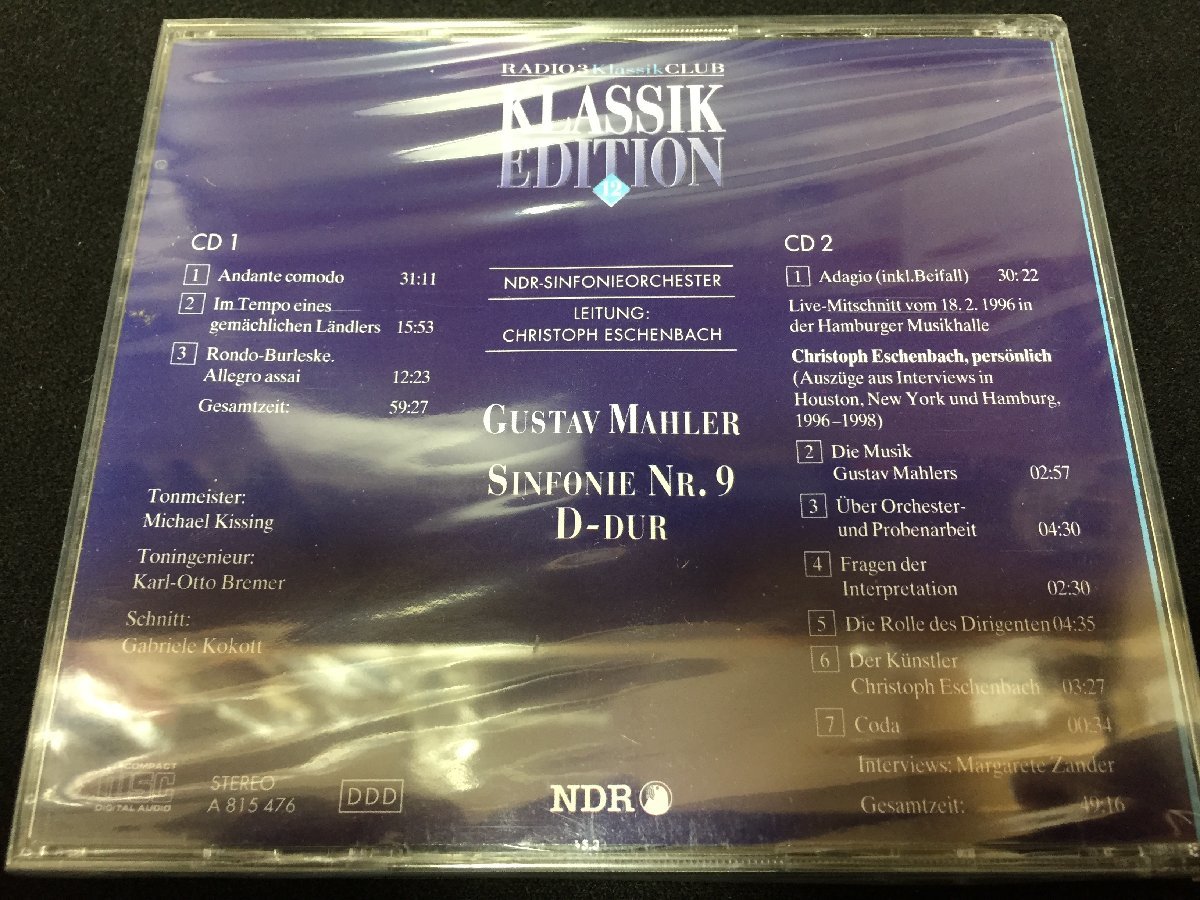 RADIO3KlassikCLUB
KLASSIK
EDITION
12
CD 1
1 Andante comodo 31:11
2 Im Tempo eines
gemächlichen Ländlers 15:53
3 Rondo-Burleske.
Allegro assai 12:23
Gesamtzeit: 59:27
Tonmeister:
Michael Kissing
Toningenieur:
Karl-Otto Bremer
Schnitt:
Gabriele Kokott
COMPACT
disc
DIGITAL AUDIO
STEREO
A 815 476
DDD
NDR-SINFONIEORCHESTER
LEITUNG:
CHRISTOPH ESCHENBACH
GUSTAV MAHLER
SINFONIE NR. 9
D-DUR
NDR
CD 2
1 Adagio (inkl.Beifall) 30:22
Live-Mitschnitt vom 18.2.1996 in
der Hamburger Musikhalle
Christoph Eschenbach, persönlich
(Auszüge aus Interviews in
Houston, New York und Hamburg,
1996–1998)
2 Die Musik
Gustav Mahlers 02:57
3 Über Orchester-
und Probenarbeit 04:30
4 Fragen der
Interpretation 02:30
5 Die Rolle des Dirigenten 04:35
6 Der Künstler
Christoph Eschenbach 03:27
7 Coda 00:34
Interviews: Margarete Zander
Gesamtzeit: 49:16